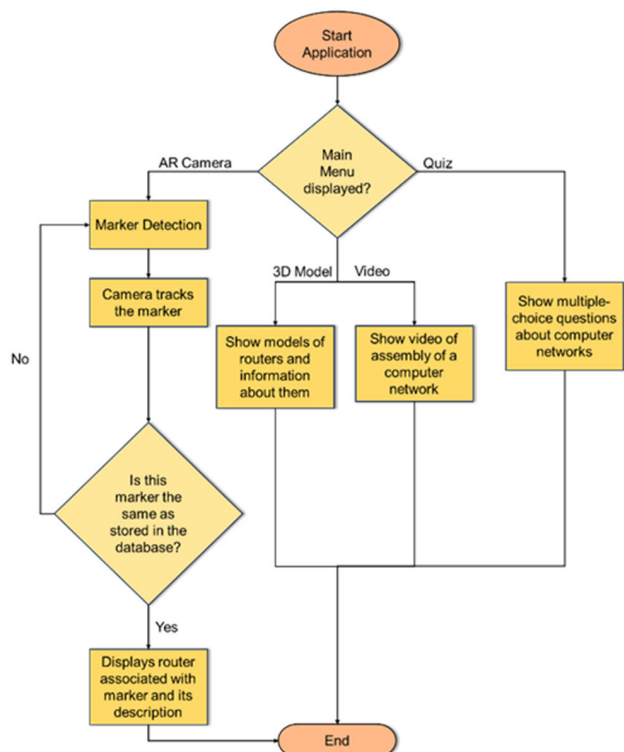 Start
Application
Main
Menu
displayed?
AR Camera
Quiz
Marker Detection
Camera tracks
the marker
3D Model
Video
Show models of
routers and
information
about them
Show video of
assembly of a
computer
network
Show multiple-
choice questions
about computer
networks
No
Is this
marker the
same as
stored in the
database?
Yes
Displays router
associated with
marker and its
description
End